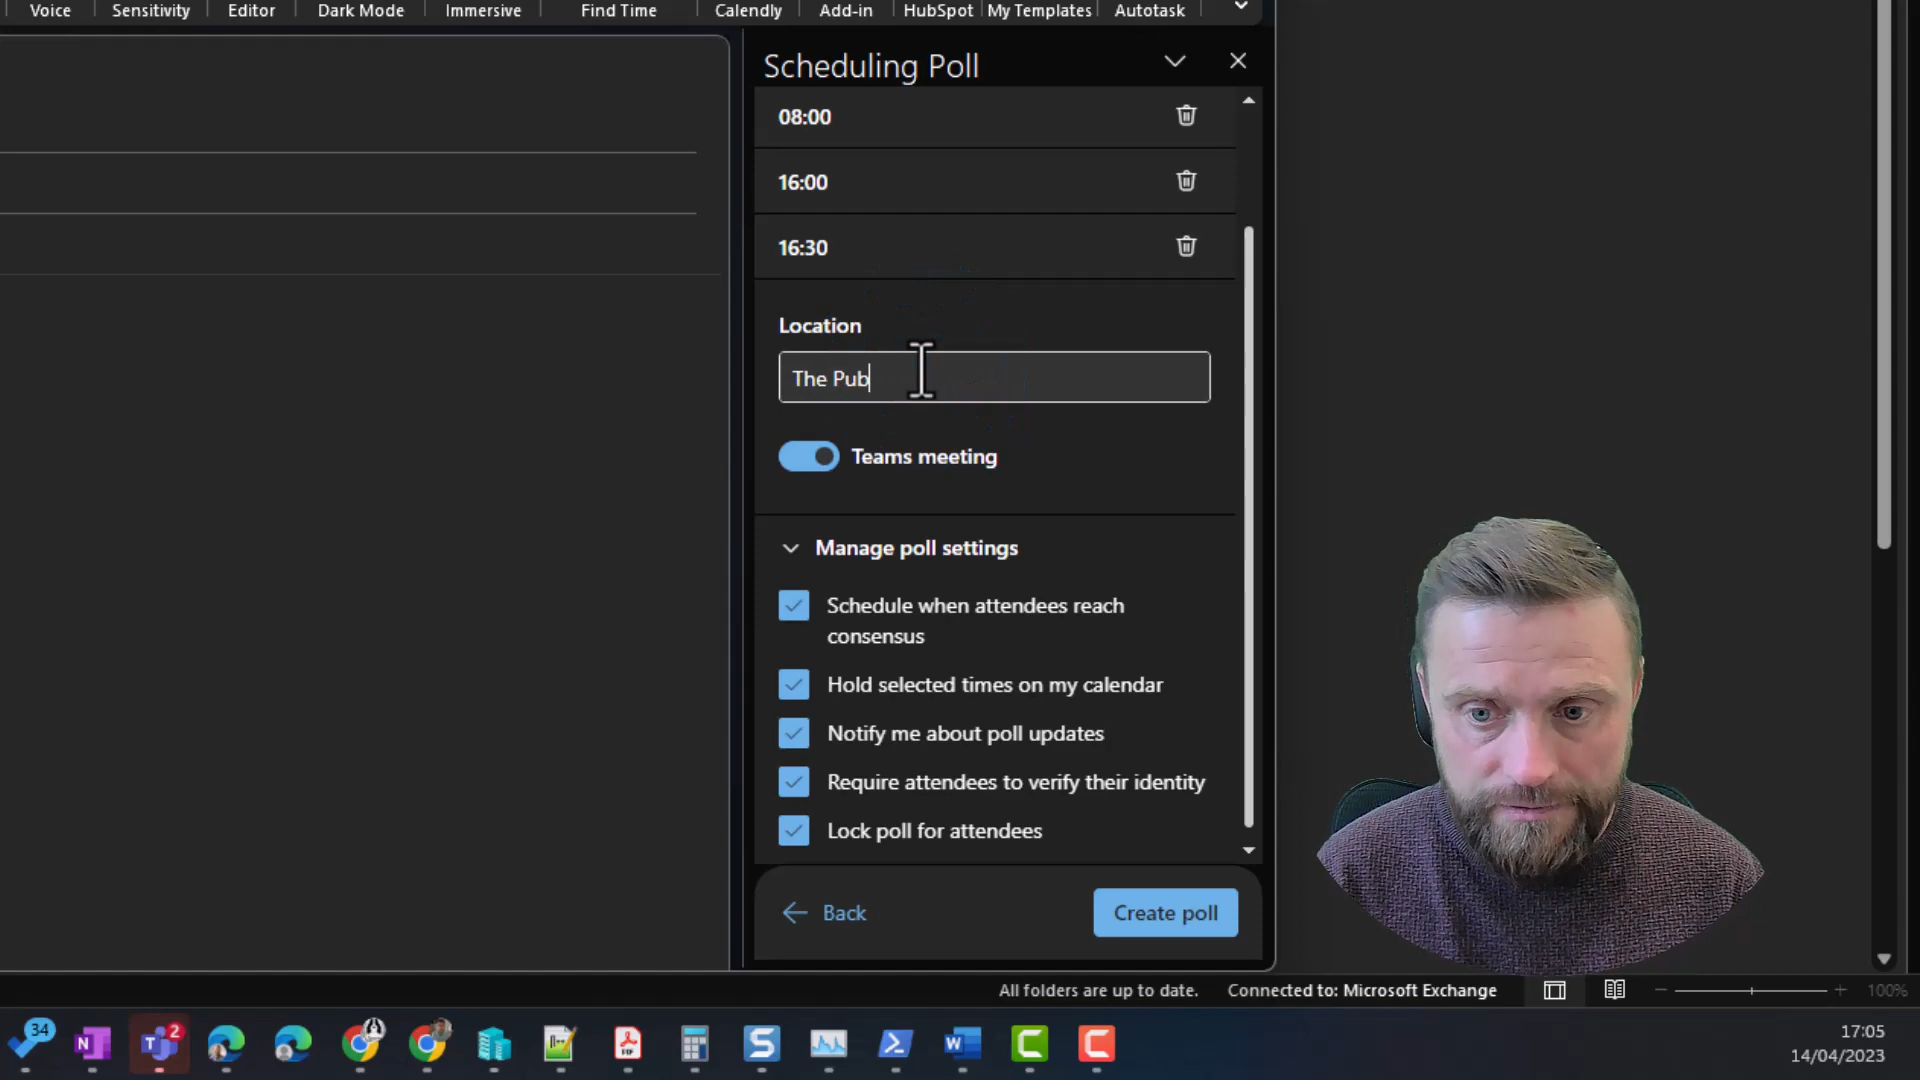 Voice Sensitivity Editor Dark Mode Immersive Find Time Calendly Add-in HubSpot My Templates Autotask
Scheduling Poll
08:00
16:00
16:30
Location
The Pub
Teams meeting
Manage poll settings
Schedule when attendees reach
consensus
Hold selected times on my calendar
Notify me about poll updates
Require attendees to verify their identity
Lock poll for attendees
Back
Create poll
All folders are up to date. Connected to: Microsoft Exchange 100%
34
2
17:05
14/04/2023